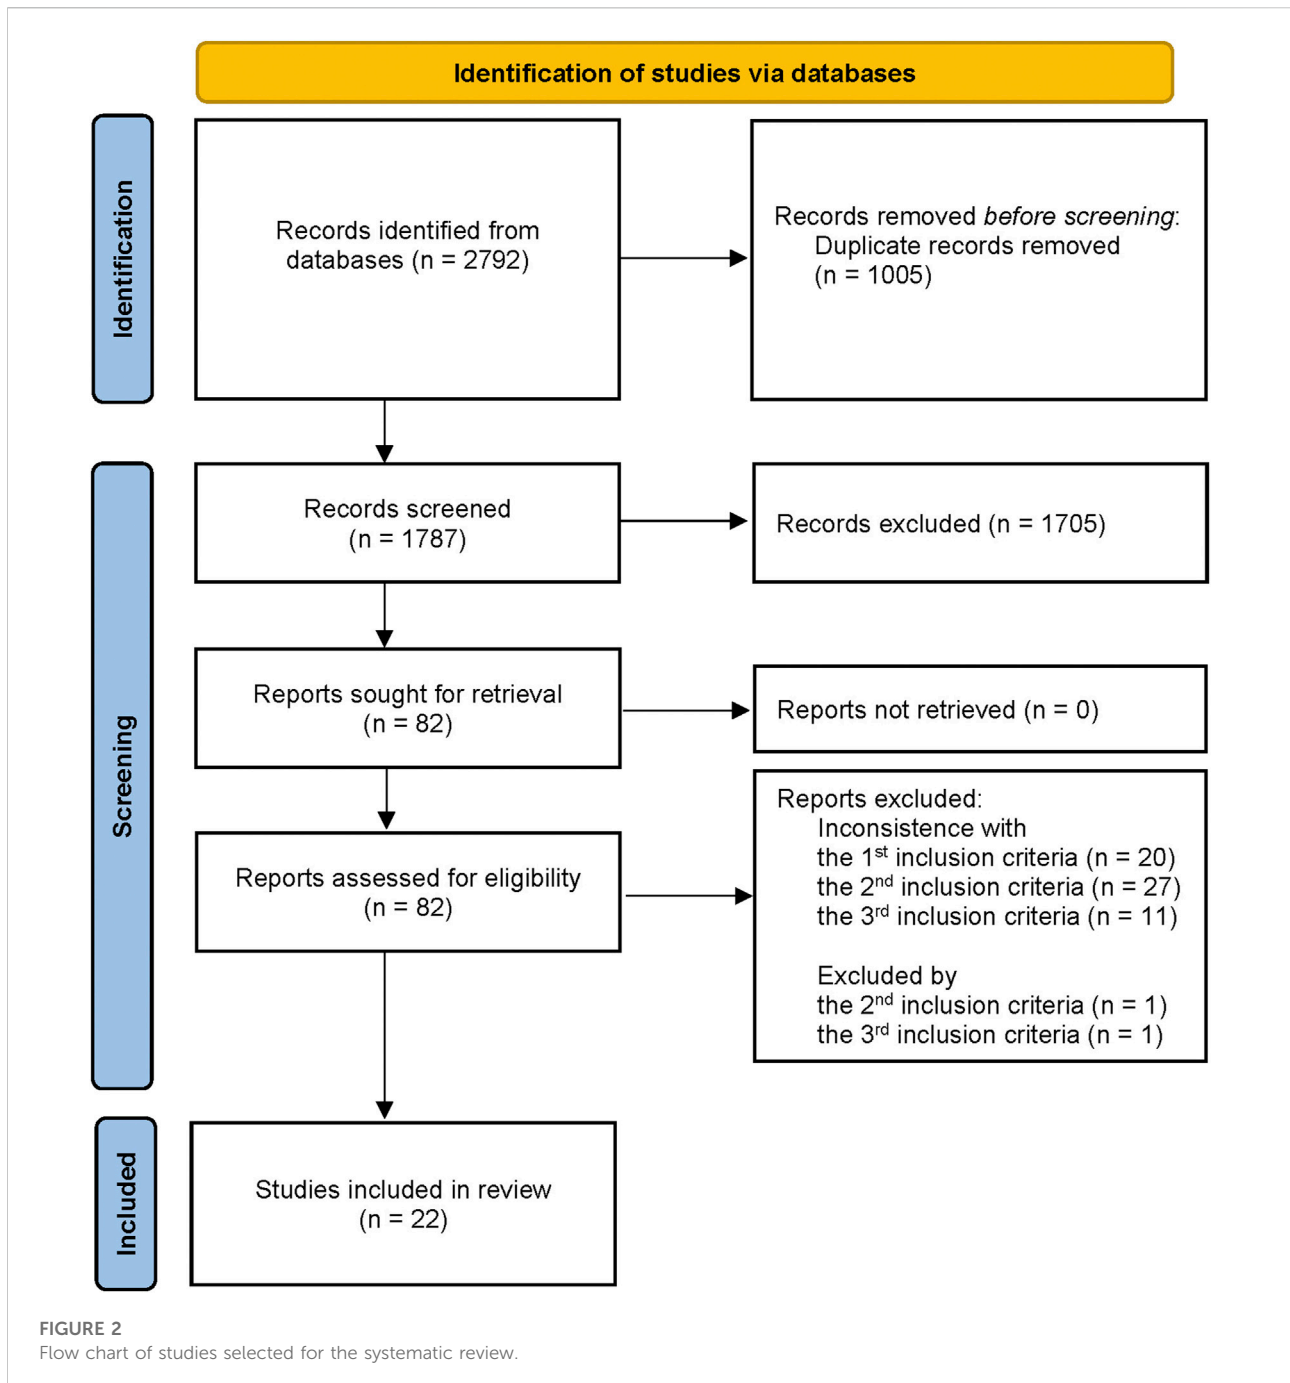 Identification of studies via databases
Identification
Records identified from
databases (n = 2792)
Records removed before screening:
Duplicate records removed
(n = 1005)
Screening
Records screened
(n = 1787)
Records excluded (n = 1705)
Reports sought for retrieval
(n = 82)
Reports not retrieved (n = 0)
Reports assessed for eligibility
(n = 82)
Reports excluded:
Inconsistence with
the 1st inclusion criteria (n = 20)
the 2nd inclusion criteria (n = 27)
the 3rd inclusion criteria (n = 11)
Excluded by
the 2nd inclusion criteria (n = 1)
the 3rd inclusion criteria (n = 1)
Included
Studies included in review
(n = 22)
FIGURE 2
Flow chart of studies selected for the systematic review.